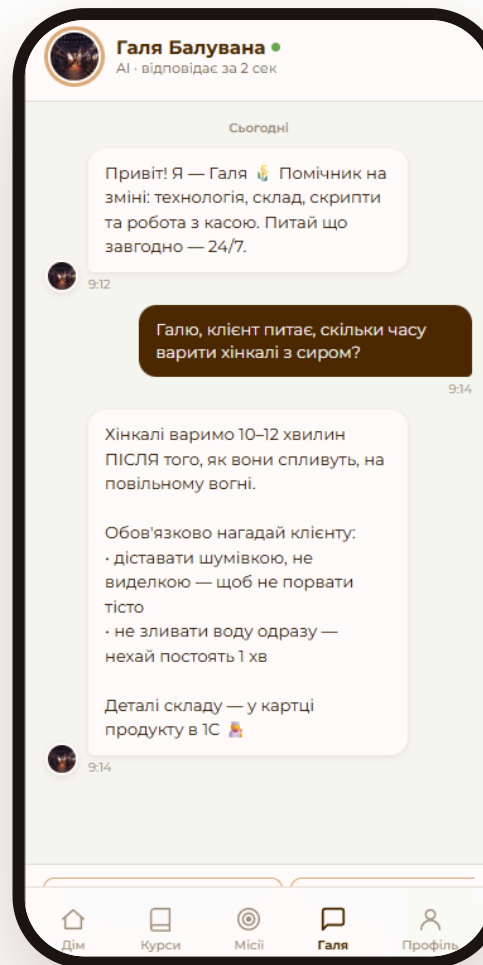 Галя Балувана
AI · відповідає за 2 сек
Сьогодні
Привіт! Я — Галя 🌾 Помічник на
зміні: технологія, склад, скрипти
та робота з касою. Питай що
завгодно — 24/7.
9:12
Галю, клієнт питає, скільки часу
варити хінкалі з сиром?
9:14
Хінкалі варимо 10–12 хвилин
ПІСЛЯ того, як вони спливуть, на
повільному вогні.
Обов'язково нагадай клієнту:
· діставати шумівкою, не
виделкою — щоб не порвати
тісто
· не зливати воду одразу —
нехай постоять 1 хв
Деталі складу — у картці
продукту в 1С
9:14
Дім
Курси
Місії
Галя
Профіль